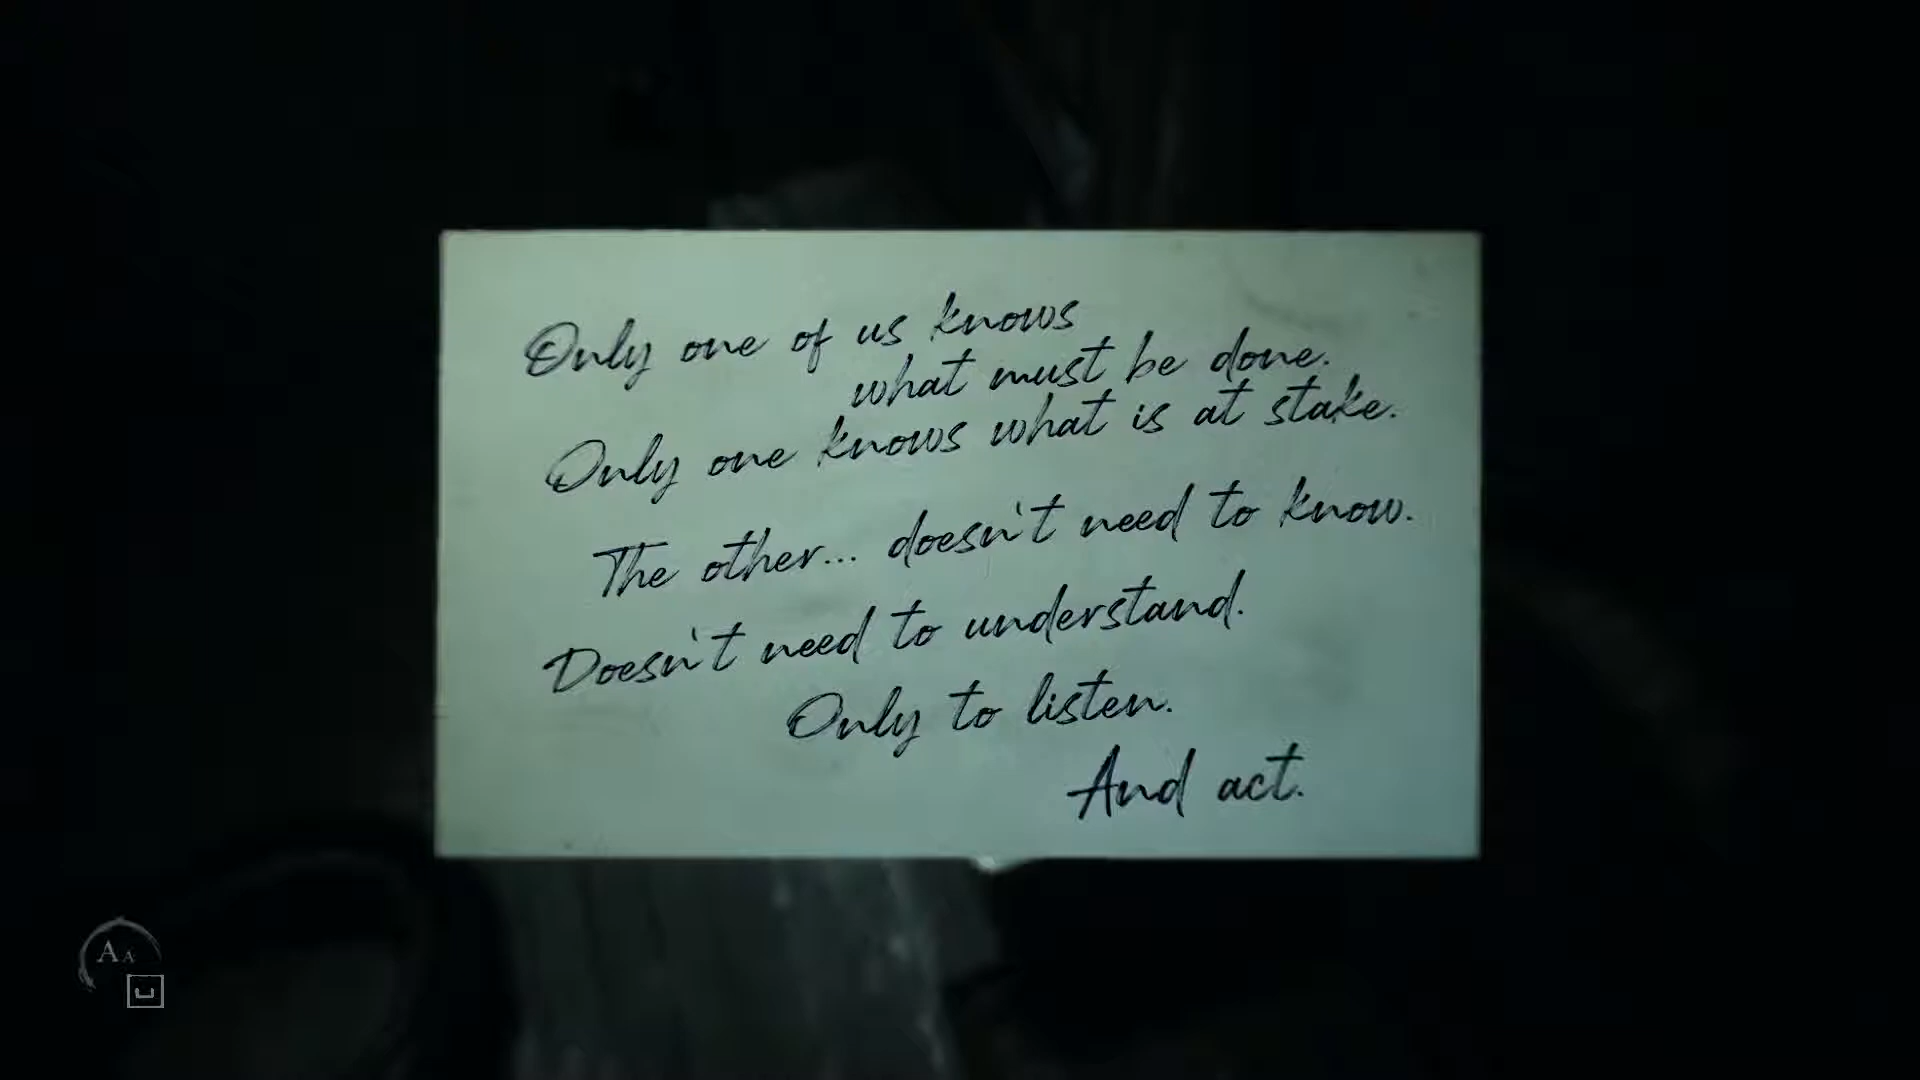 Only one of us knows
what must be done.
Only one knows what is at stake.
The other... doesn't need to know.
Doesn't need to understand.
Only to listen.
And act.
AA